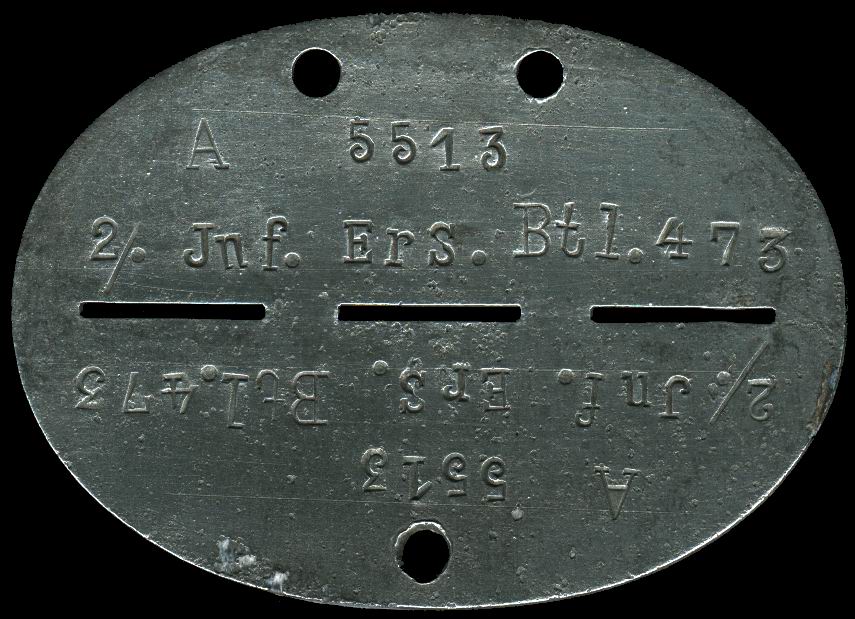 A 5513
2/. Jnf. Ers. Btl. 473
2/. Jnf. Ers. Btl. 473
A 5513